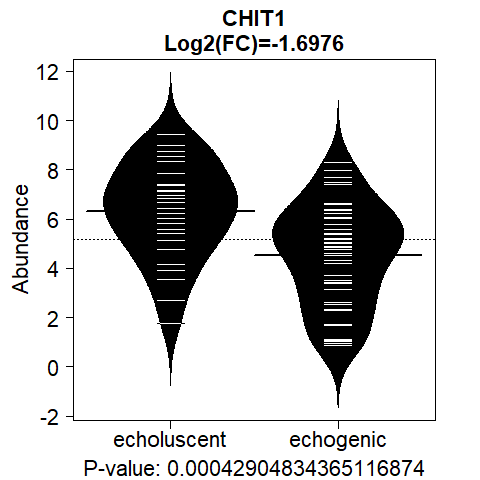 CHIT1
Log2(FC)=-1.6976
Abundance
12
10
8
6
4
2
0
-2
echoluscent echogenic
P-value: 0.00042904834365116874